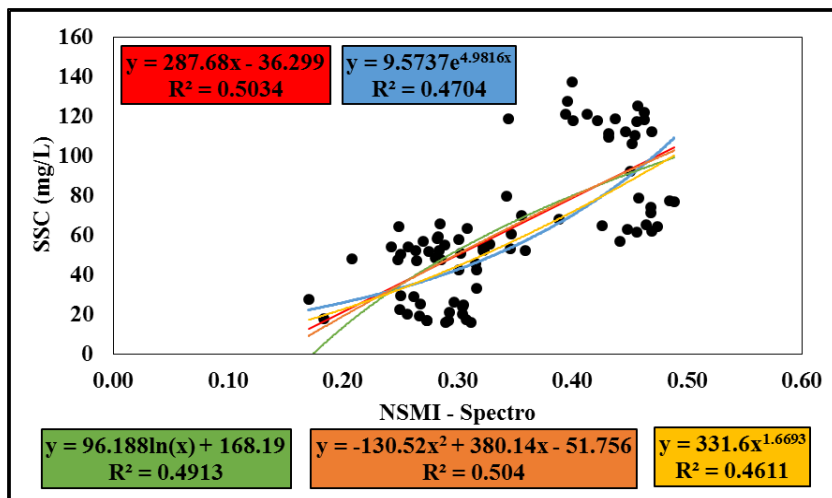 y = 287.68x - 36.299
R² = 0.5034
y = 9.5737e^4.9816x
R² = 0.4704
SSC (mg/L)
160
140
120
100
80
60
40
20
0
0.00 0.10 0.20 0.30 0.40 0.50 0.60
NSMI - Spectro
y = 96.188ln(x) + 168.19
R² = 0.4913
y = -130.52x² + 380.14x - 51.756
R² = 0.504
y = 331.6x^1.6693
R² = 0.4611